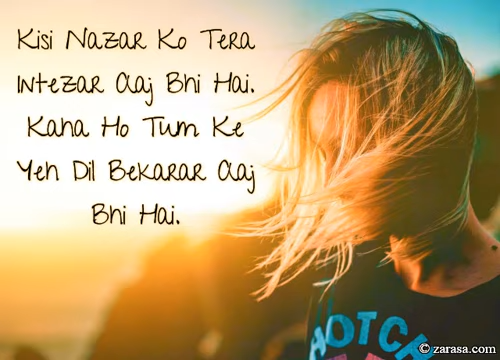 Kisi Nazar Ko Tera
Intezar Aaj Bhi Hai.
Kaha Ho Tum Ke
Yeh Dil Bekarar Aaj
Bhi Hai.
© zarasa.com